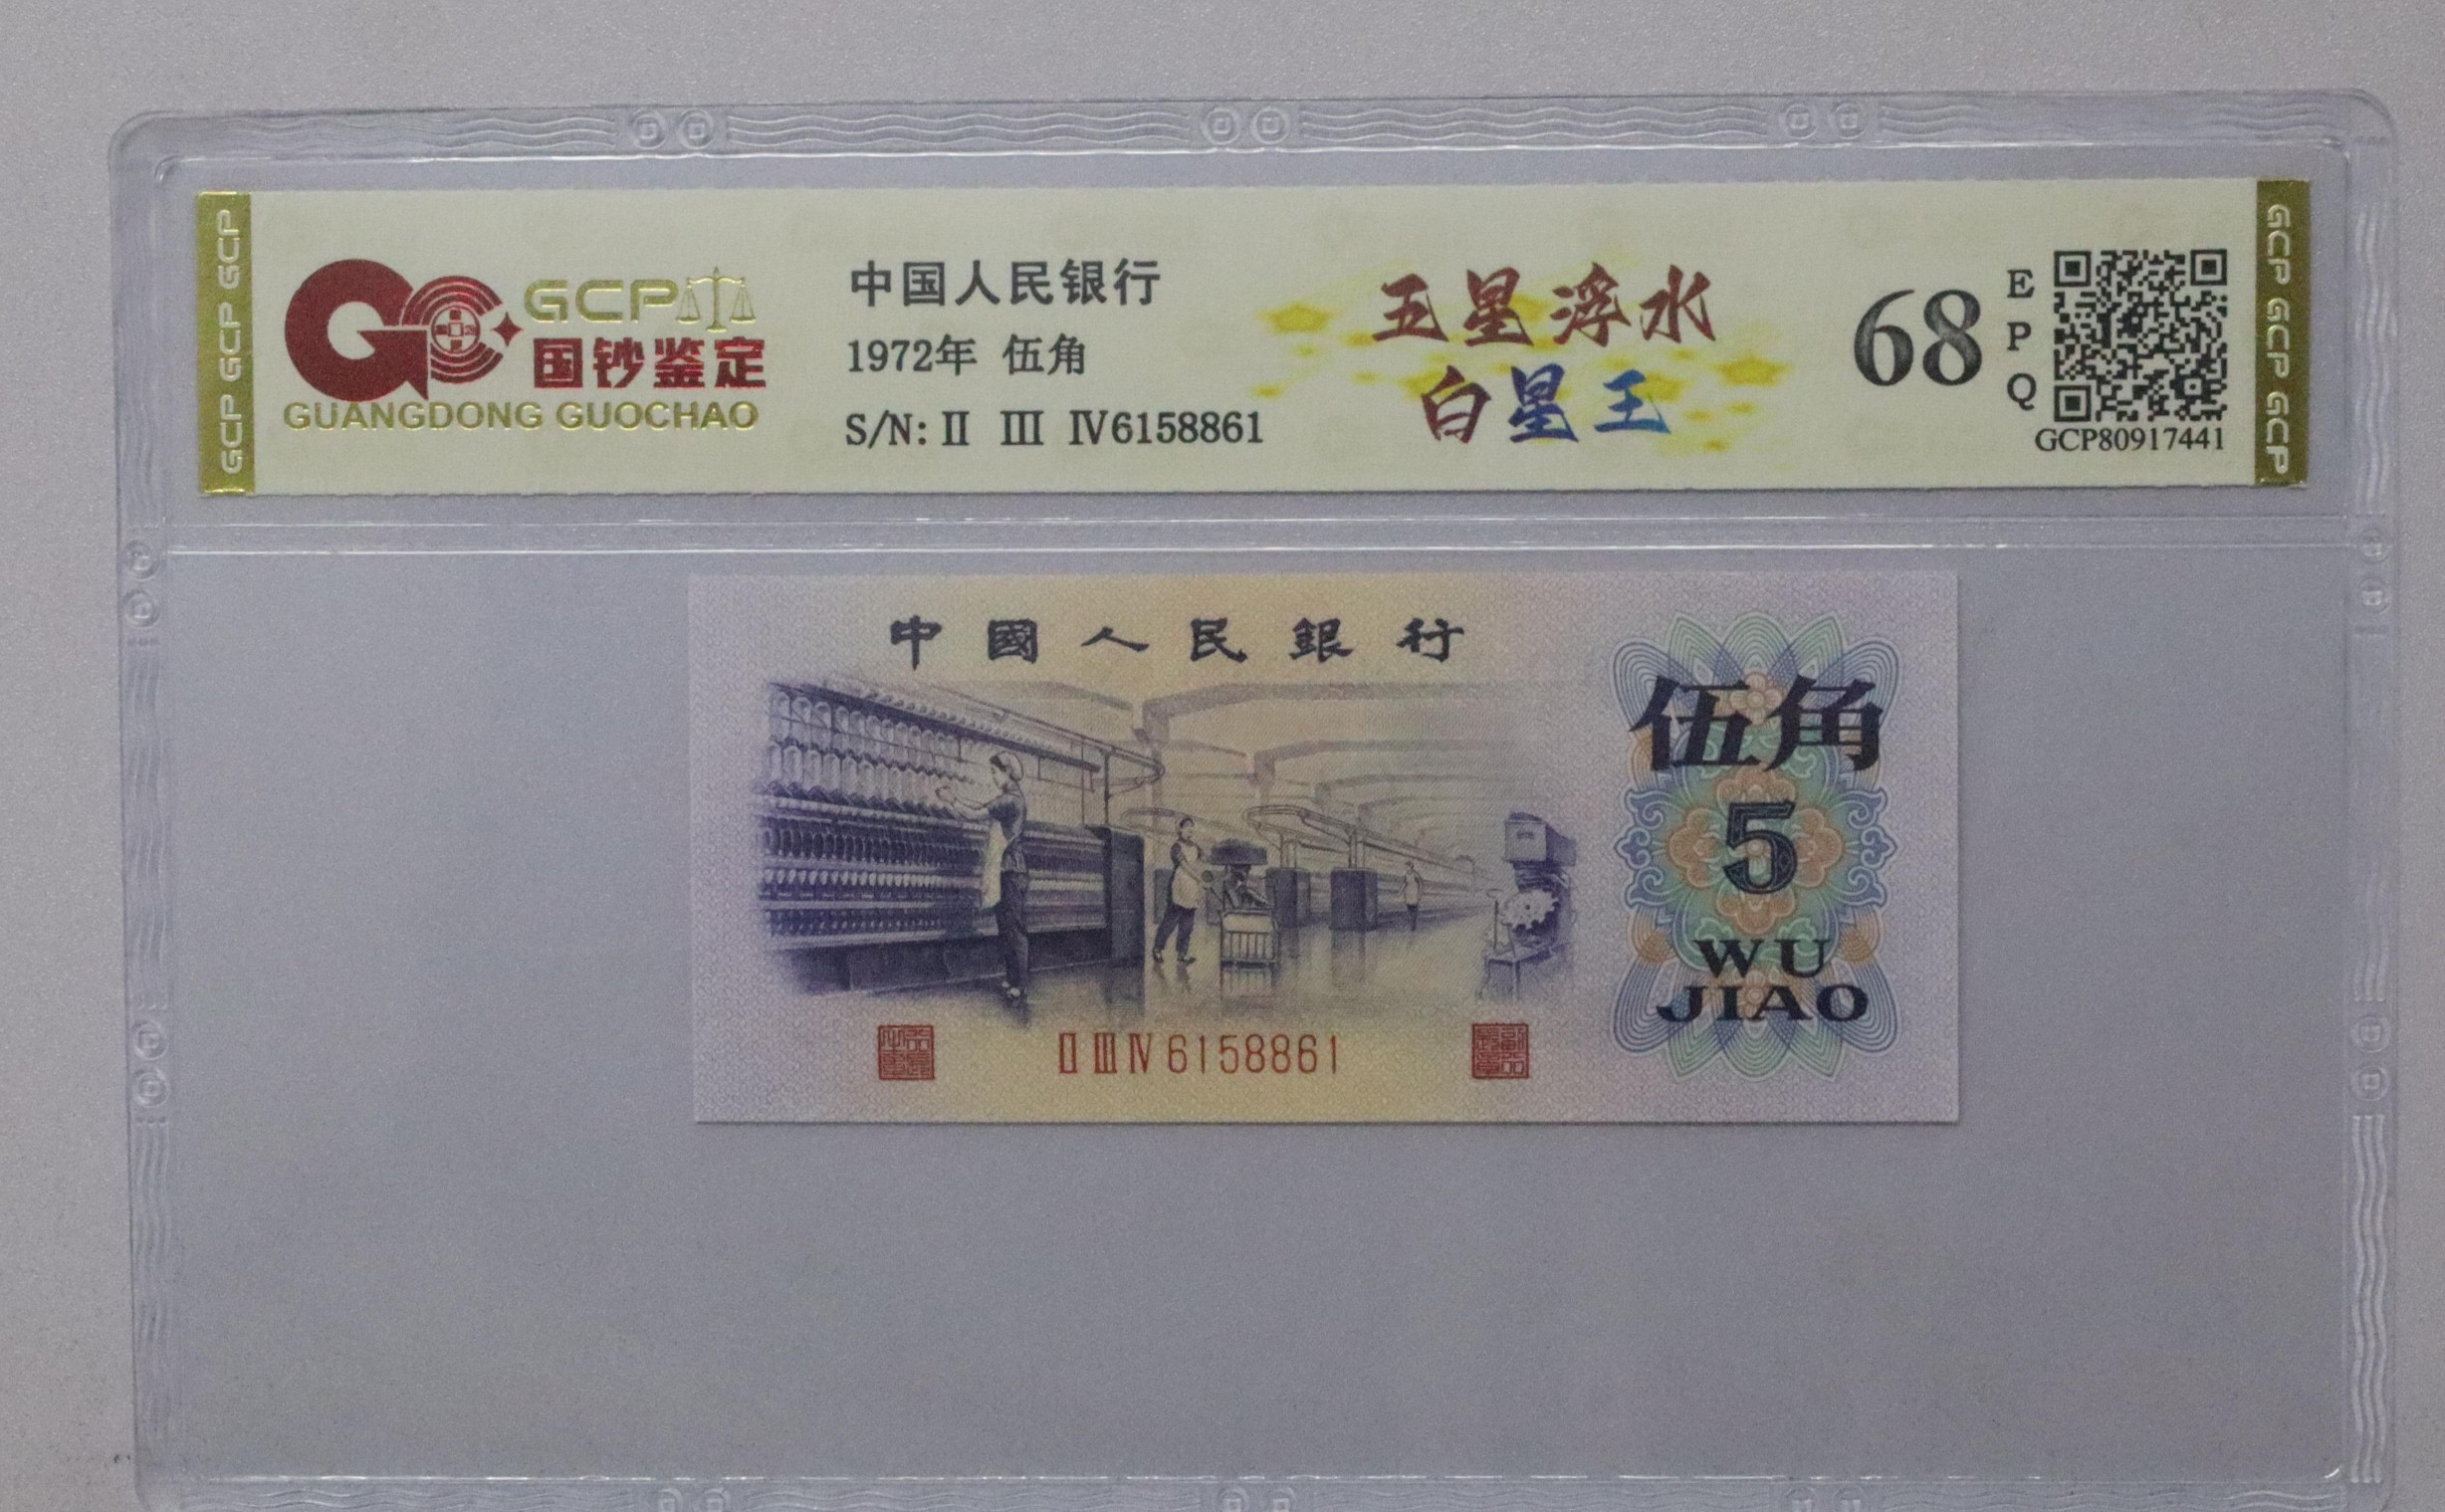 GCP GCP GCP
GCP
国钞鉴定
GUANGDONG GUOCHAO
中国人民银行
1972年 伍角
S/N: II III IV6158861
五星浮水
白星王
68
E
P
Q
GCP80917441
GCP GCP GCP
中國人民銀行
伍角
5
WU
JIAO
II III IV 6158861